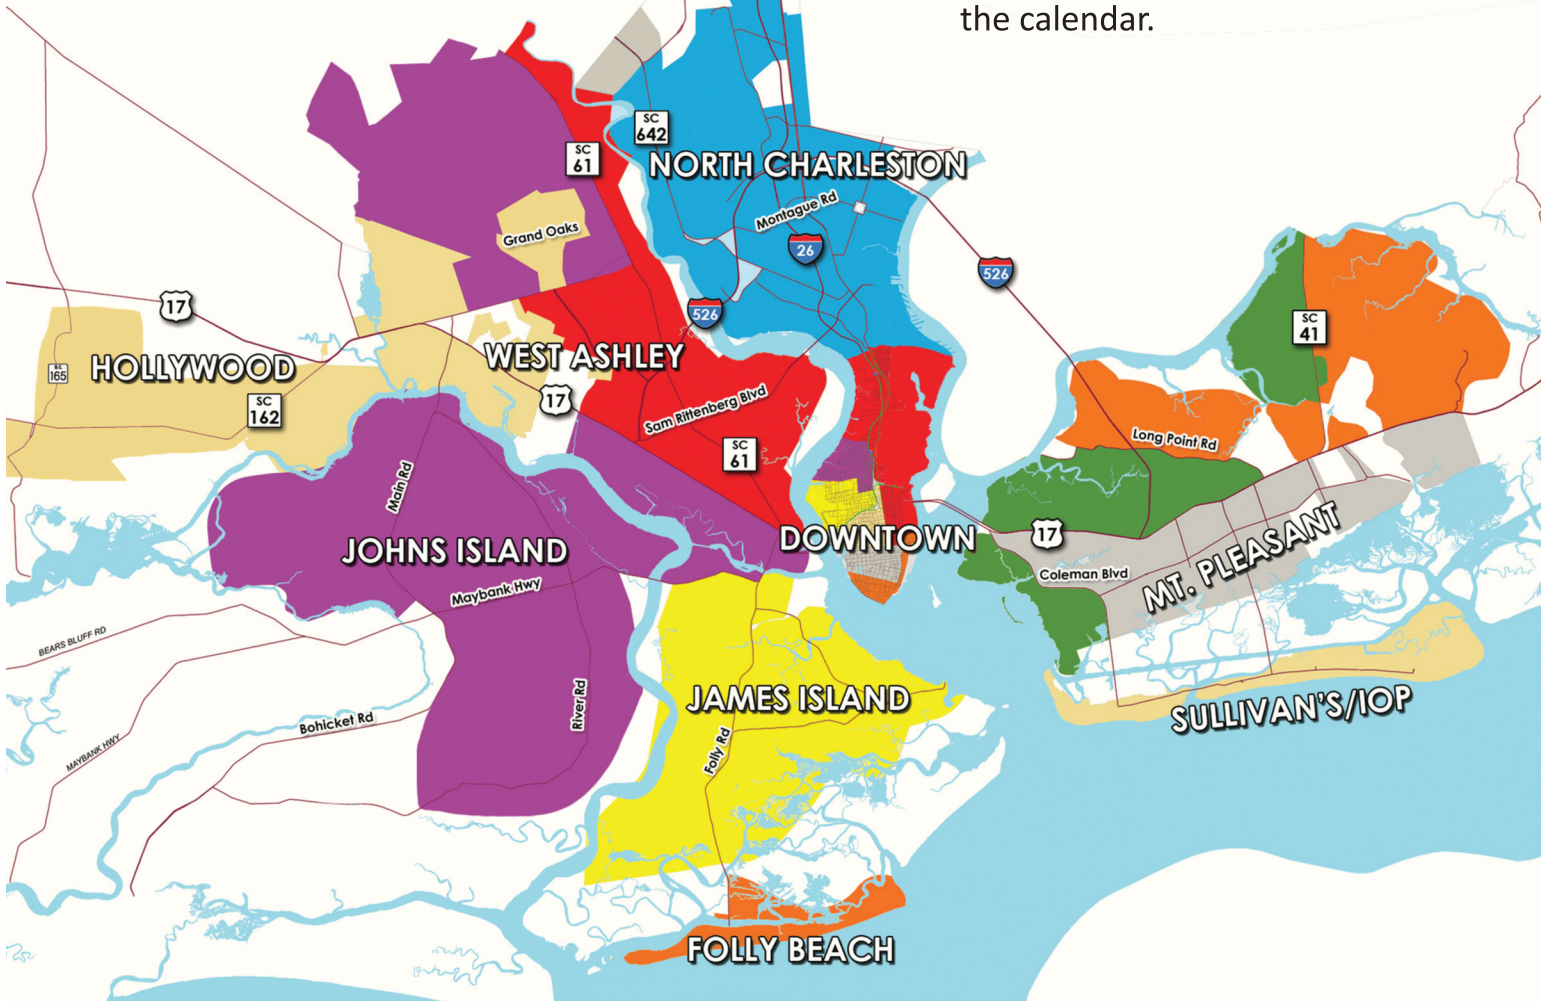 the calendar.
SC
642
SC
61
NORTH CHARLESTON
Montague Rd
Grand Oaks
26
526
526
17
SC
41
HOLLYWOOD
SC
165
SC
162
WEST ASHLEY
17
Sam Rittenberg Blvd
SC
61
Long Point Rd
Main Rd
JOHNS ISLAND
Maybank Hwy
DOWNTOWN
17
Coleman Blvd
MT. PLEASANT
BEARS BLUFF RD
JAMES ISLAND
SULLIVAN'S/IOP
River Rd
Bohicket Rd
Folly Rd
MAYBANK HWY
FOLLY BEACH